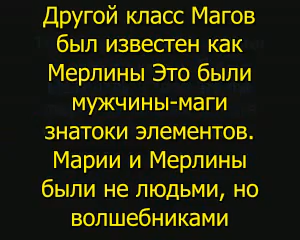 Другой класс Магов
был известен как
Мерлины Это были
мужчины-маги
знатоки элементов.
Марии и Мерлины
были не людьми, но
волшебниками